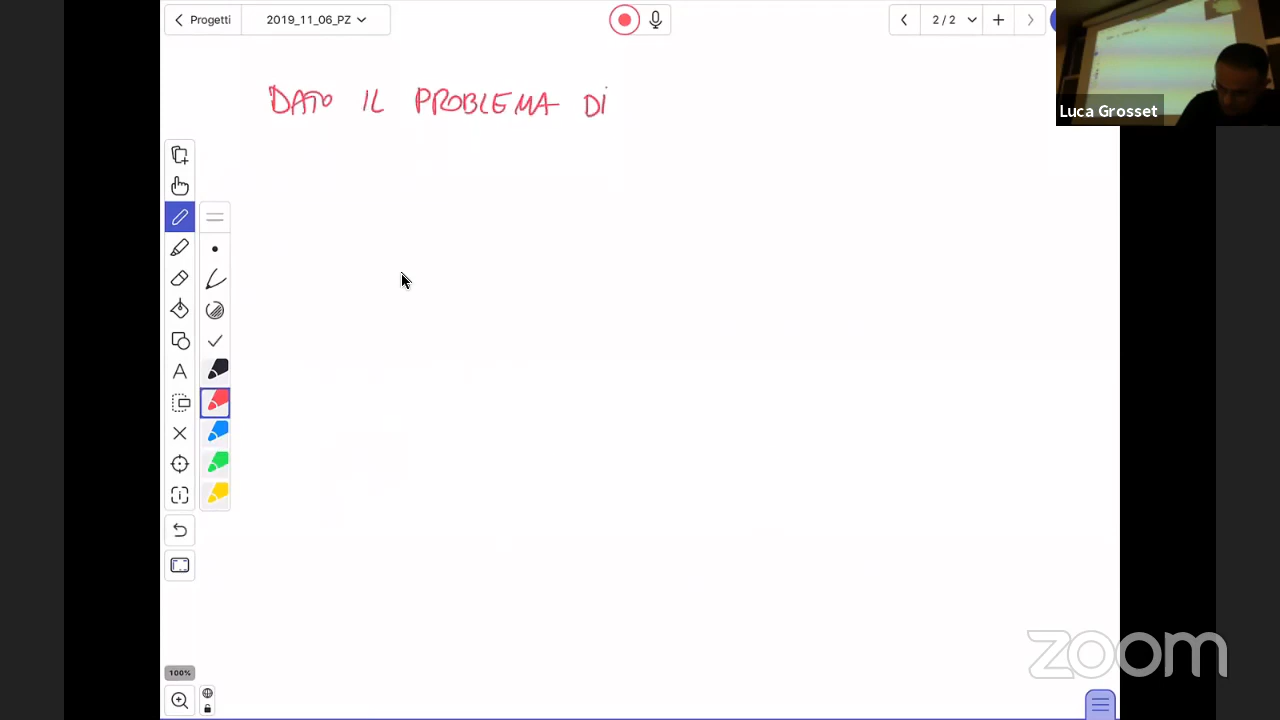 Progetti 2019_11_06_PZ 2/2
Luca Grosset
DATO IL PROBLEMA DI
A
100%
zoom